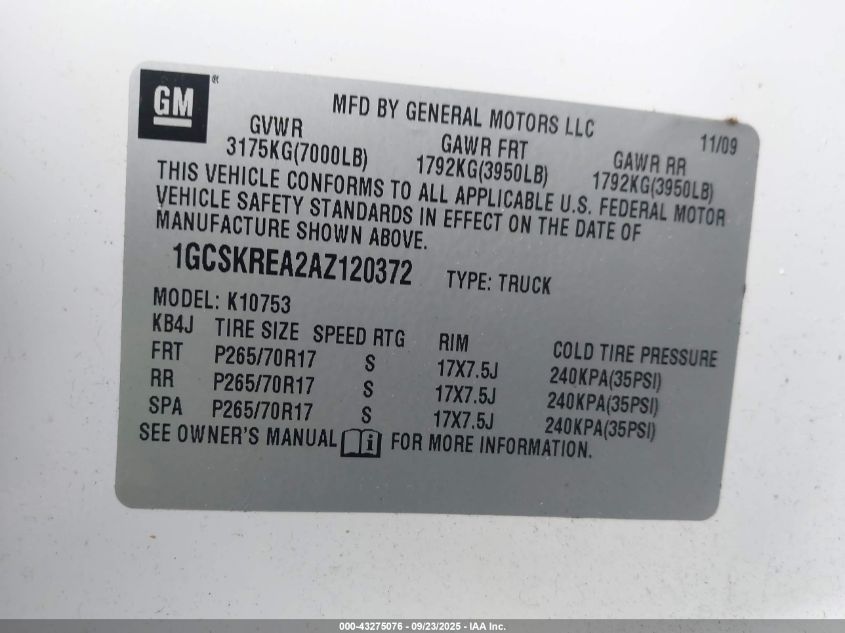 GM ®
MFD BY GENERAL MOTORS LLC 11/09
GVWR GAWR FRT GAWR RR
3175KG(7000LB) 1792KG(3950LB) 1792KG(3950LB)
THIS VEHICLE CONFORMS TO ALL APPLICABLE U.S. FEDERAL MOTOR
VEHICLE SAFETY STANDARDS IN EFFECT ON THE DATE OF
MANUFACTURE SHOWN ABOVE.
1GCSKREA2AZ120372 TYPE: TRUCK
MODEL: K10753
KB4J TIRE SIZE SPEED RTG RIM COLD TIRE PRESSURE
FRT P265/70R17 S 17X7.5J 240KPA(35PSI)
RR P265/70R17 S 17X7.5J 240KPA(35PSI)
SPA P265/70R17 S 17X7.5J 240KPA(35PSI)
SEE OWNER'S MANUAL i FOR MORE INFORMATION.
000-43275076 - 09/23/2025 - IAA Inc.